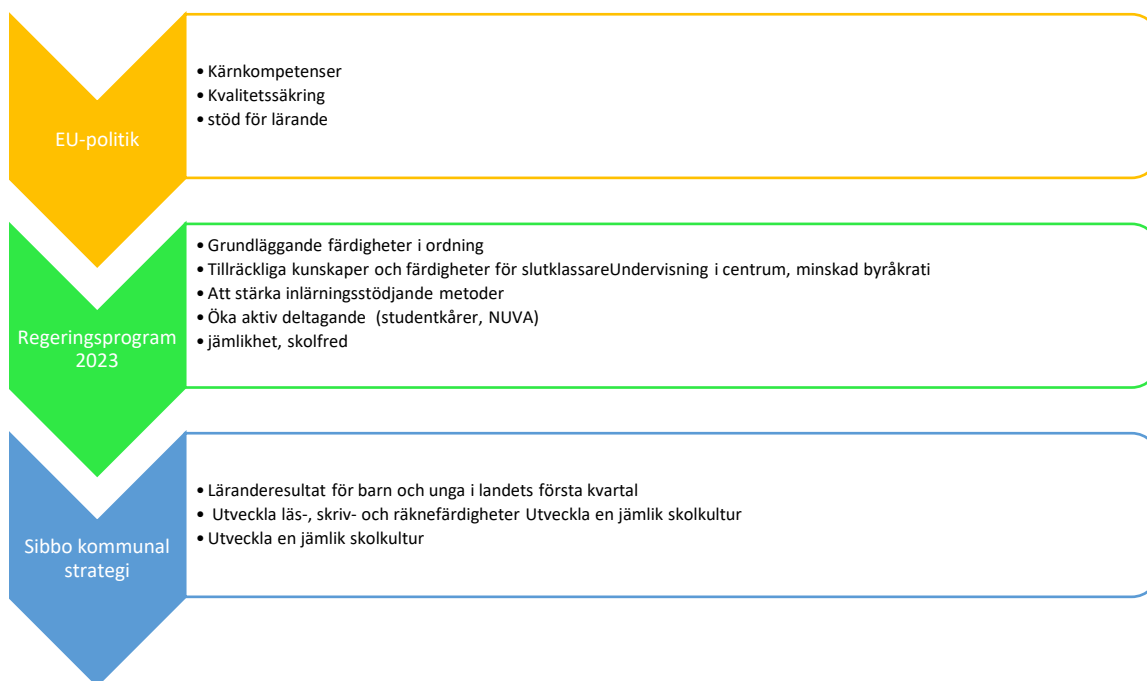 EU-politik
• Kärnkompetenser
• Kvalitetssäkring
• stöd för lärande
Regeringsprogram
2023
• Grundläggande färdigheter i ordning
• Tillräckliga kunskaper och färdigheter för slutklassareUndervisning i centrum, minskad byråkrati
• Att stärka inlärningsstödjande metoder
• Öka aktiv deltagande (studentkårer, NUVA)
• jämlikhet, skolfred
Sibbo kommunal
strategi
• Läranderesultat för barn och unga i landets första kvartal
• Utveckla läs-, skriv- och räknefärdigheter Utveckla en jämlik skolkultur
• Utveckla en jämlik skolkultur